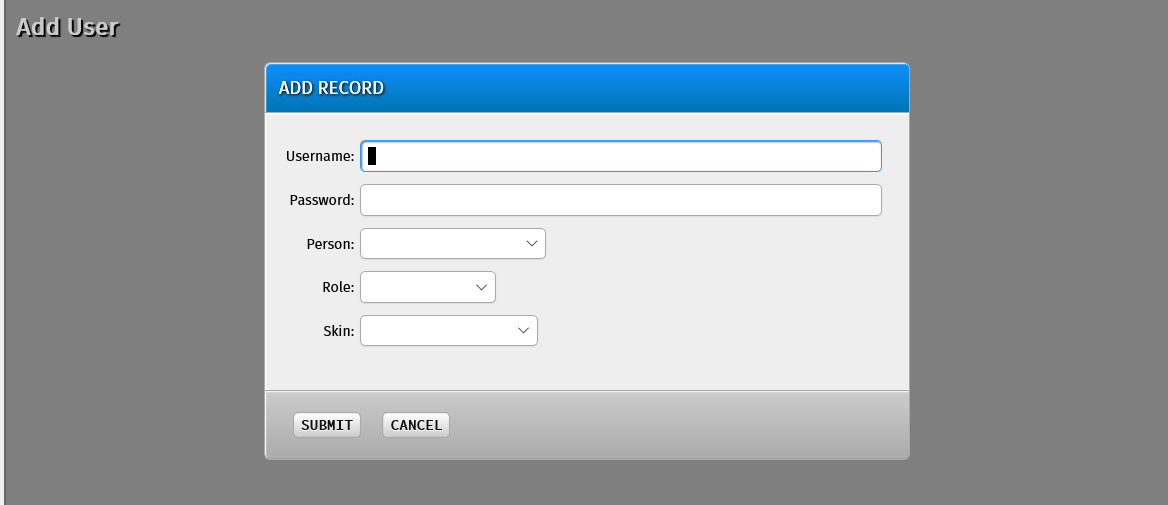 Add User
ADD RECORD
Username:
Password:
Person:
Role:
Skin:
SUBMIT CANCEL